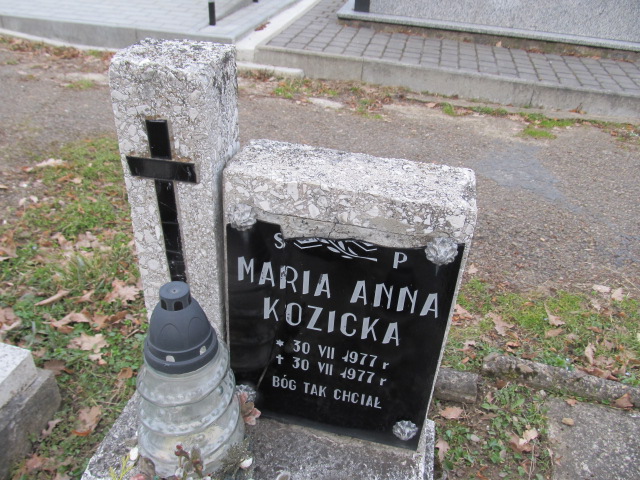 S P
MARIA ANNA
KOZICKA
* 30 VII 1977 r
† 30 VII 1977 r
BÓG TAK CHCIAŁ